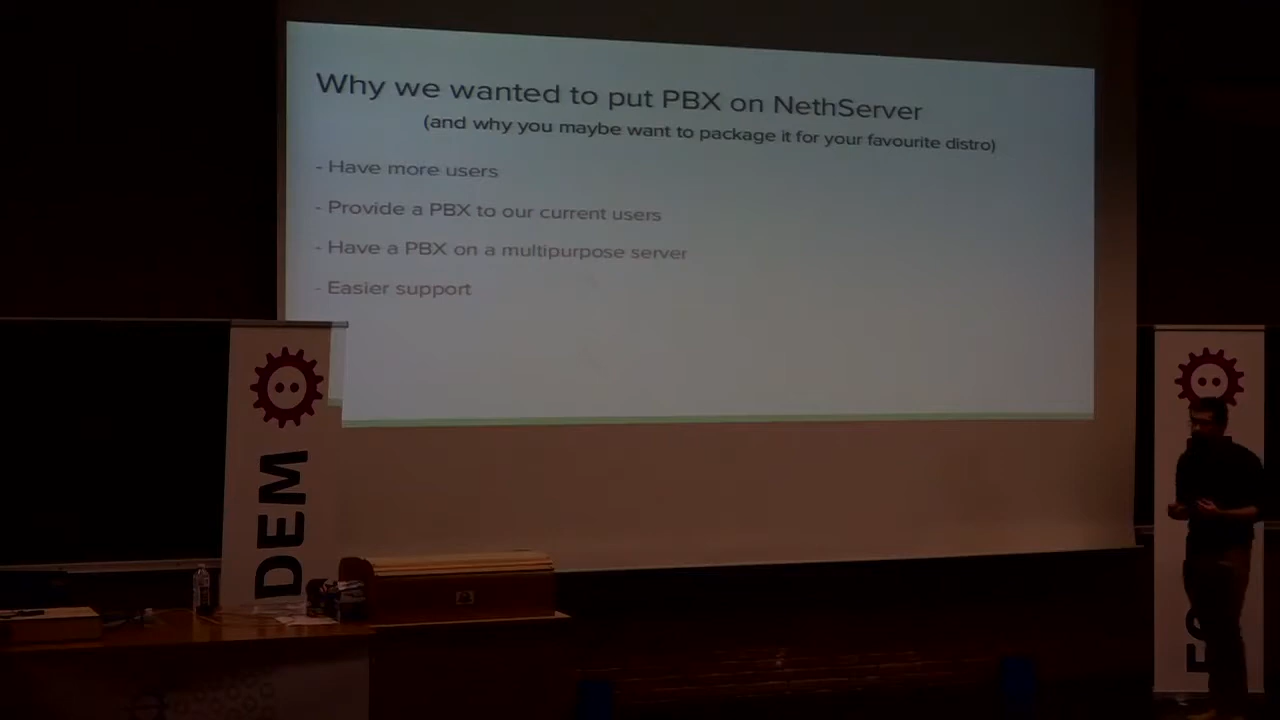 Why we wanted to put PBX on NethServer
(and why you maybe want to package it for your favourite distro)
- Have more users
- Provide a PBX to our current users
- Have a PBX on a multipurpose server
- Easier support
DEM
FO